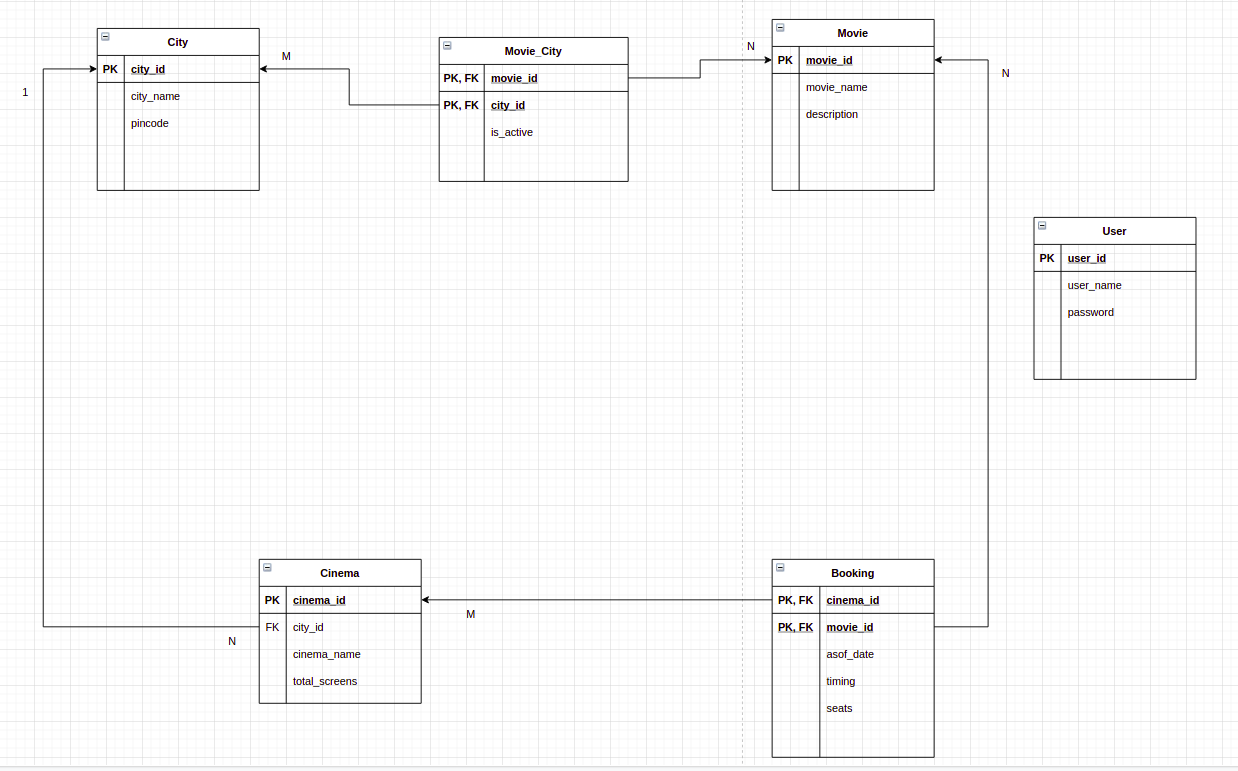 City
PK city_id
city_name
pincode
M
1
Movie_City
PK, FK movie_id
PK, FK city_id
is_active
N
Movie
PK movie_id
movie_name
description
N
User
PK user_id
user_name
password
Cinema
PK cinema_id
FK city_id
cinema_name
total_screens
N
M
Booking
PK, FK cinema_id
PK, FK movie_id
asof_date
timing
seats